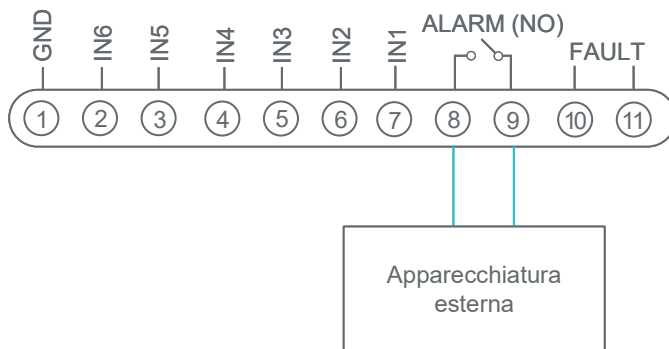 GND
IN6
IN5
IN4
IN3
IN2
IN1
ALARM (NO)
FAULT
1 2 3 4 5 6 7 8 9 10 11
Apparecchiatura
esterna